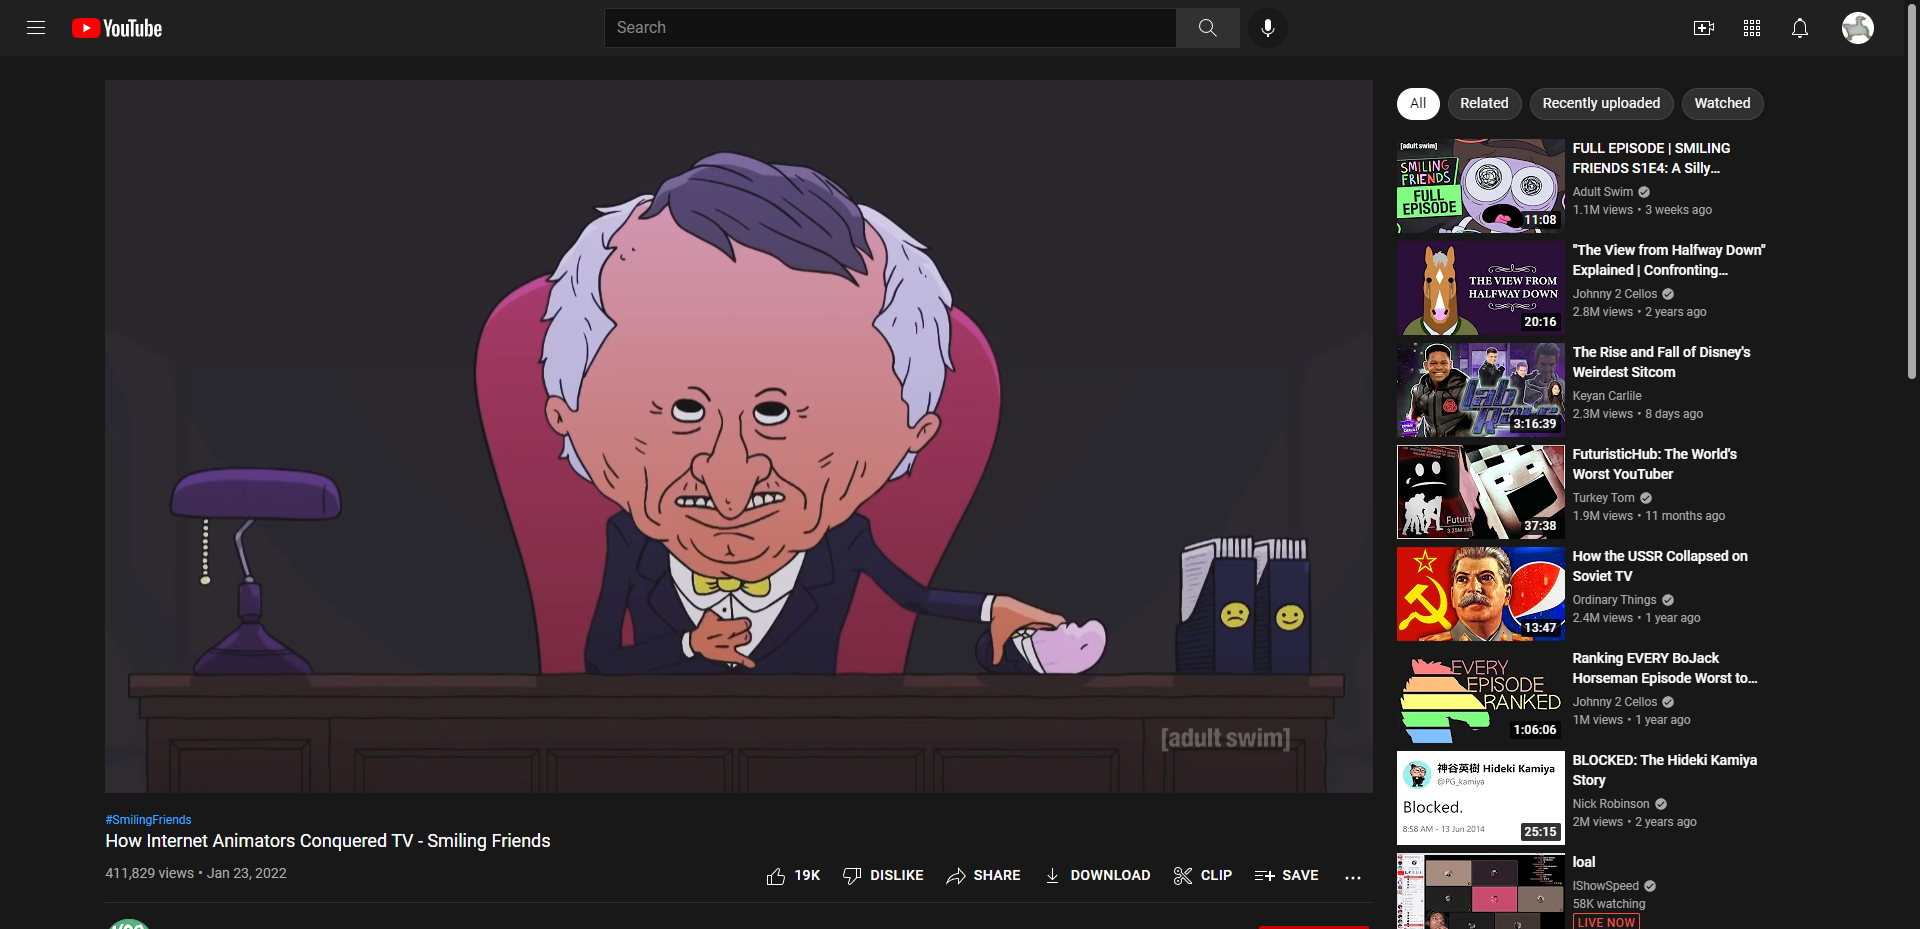 YouTube
Search
[adult swim]
#SmilingFriends
How Internet Animators Conquered TV - Smiling Friends
411,829 views • Jan 23, 2022
19K
DISLIKE
SHARE
DOWNLOAD
CLIP
SAVE
All
Related
Recently uploaded
Watched
[adult swim]
SMILING
FRIENDS
FULL
EPISODE
11:08
FULL EPISODE | SMILING
FRIENDS S1E4: A Silly...
Adult Swim
1.1M views • 3 weeks ago
THE VIEW FROM
HALFWAY DOWN
20:16
"The View from Halfway Down"
Explained | Confronting...
Johnny 2 Cellos
2.8M views • 2 years ago
3:16:39
The Rise and Fall of Disney's
Weirdest Sitcom
Keyan Carlile
2.3M views • 8 days ago
Futuri
37:38
FuturisticHub: The World's
Worst YouTuber
Turkey Tom
1.9M views • 11 months ago
13:47
How the USSR Collapsed on
Soviet TV
Ordinary Things
2.4M views • 1 year ago
EVERY
EPISODE
RANKED
1:06:06
Ranking EVERY BoJack
Horseman Episode Worst to...
Johnny 2 Cellos
1M views • 1 year ago
神谷英樹 Hideki Kamiya
@PG_kamiya
Blocked.
8:58 AM - 13 Jun 2014
25:15
BLOCKED: The Hideki Kamiya
Story
Nick Robinson
2M views • 2 years ago
loal
IShowSpeed
58K watching
LIVE NOW